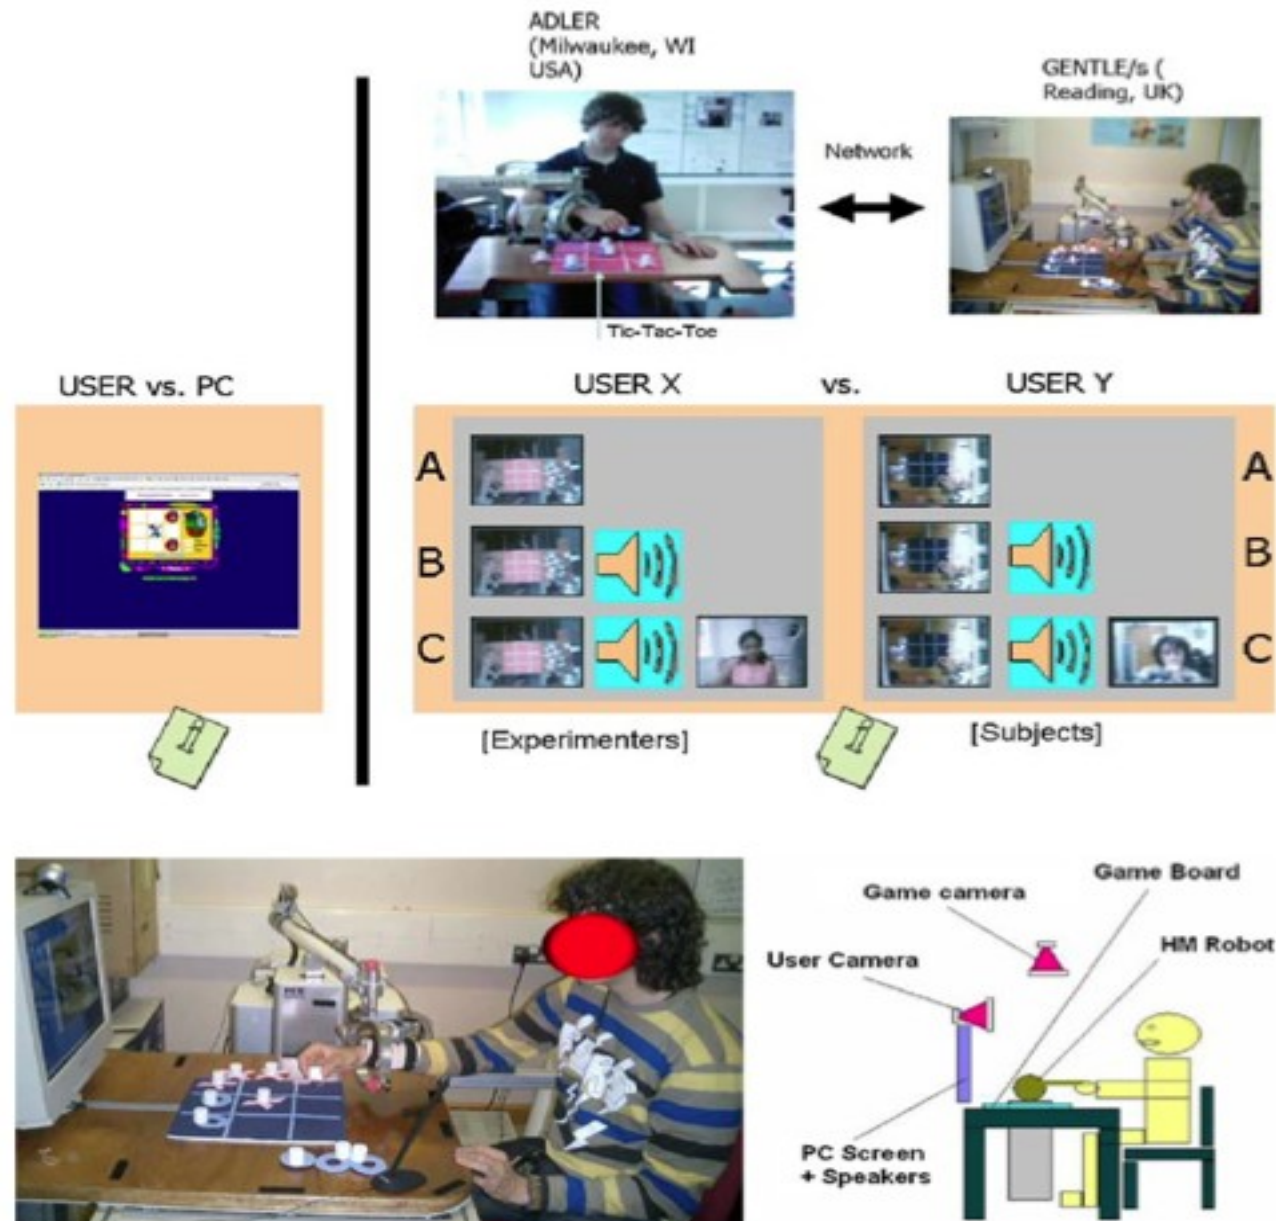 ADLER
(Milwaukee, WI
USA)
GENTLE/s (
Reading, UK)
Network
Tic-Tac-Toe
USER vs. PC
USER X vs. USER Y
A
A
B
B
C
C
[Experimenters]
[Subjects]
i
i
Game Board
Game camera
HM Robot
User Camera
PC Screen
+ Speakers